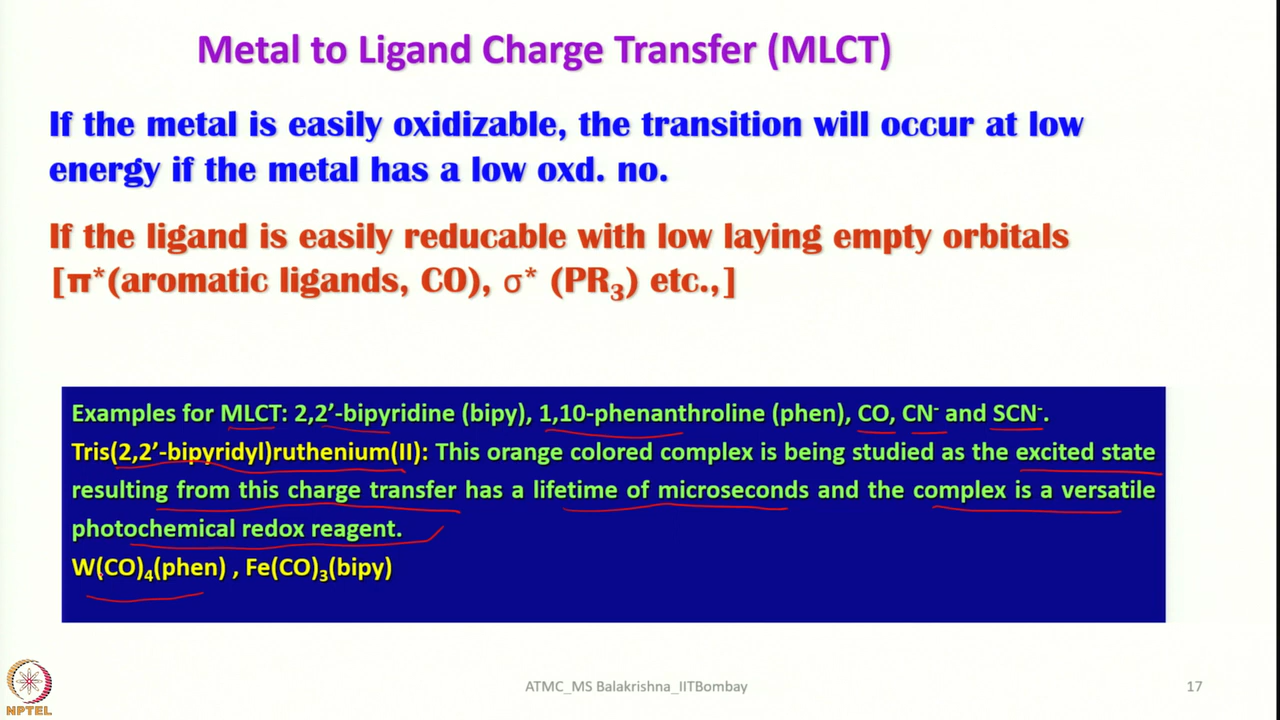 Metal to Ligand Charge Transfer (MLCT)
If the metal is easily oxidizable, the transition will occur at low
energy if the metal has a low oxd. no.
If the ligand is easily reducable with low laying empty orbitals
[π*(aromatic ligands, CO), σ* (PR₃) etc.,]
Examples for MLCT: 2,2’-bipyridine (bipy), 1,10-phenanthroline (phen), CO, CN⁻ and SCN⁻.
Tris(2,2’-bipyridyl)ruthenium(II): This orange colored complex is being studied as the excited state
resulting from this charge transfer has a lifetime of microseconds and the complex is a versatile
photochemical redox reagent.
W(CO)₄(phen) , Fe(CO)₃(bipy)
NPTEL
ATMC_MS Balakrishna_IITBombay
17